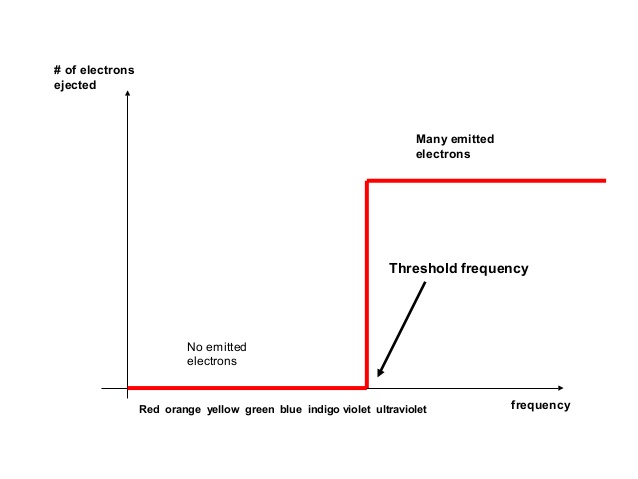 # of electrons
ejected
Many emitted
electrons
Threshold frequency
No emitted
electrons
Red orange yellow green blue indigo violet ultraviolet
frequency